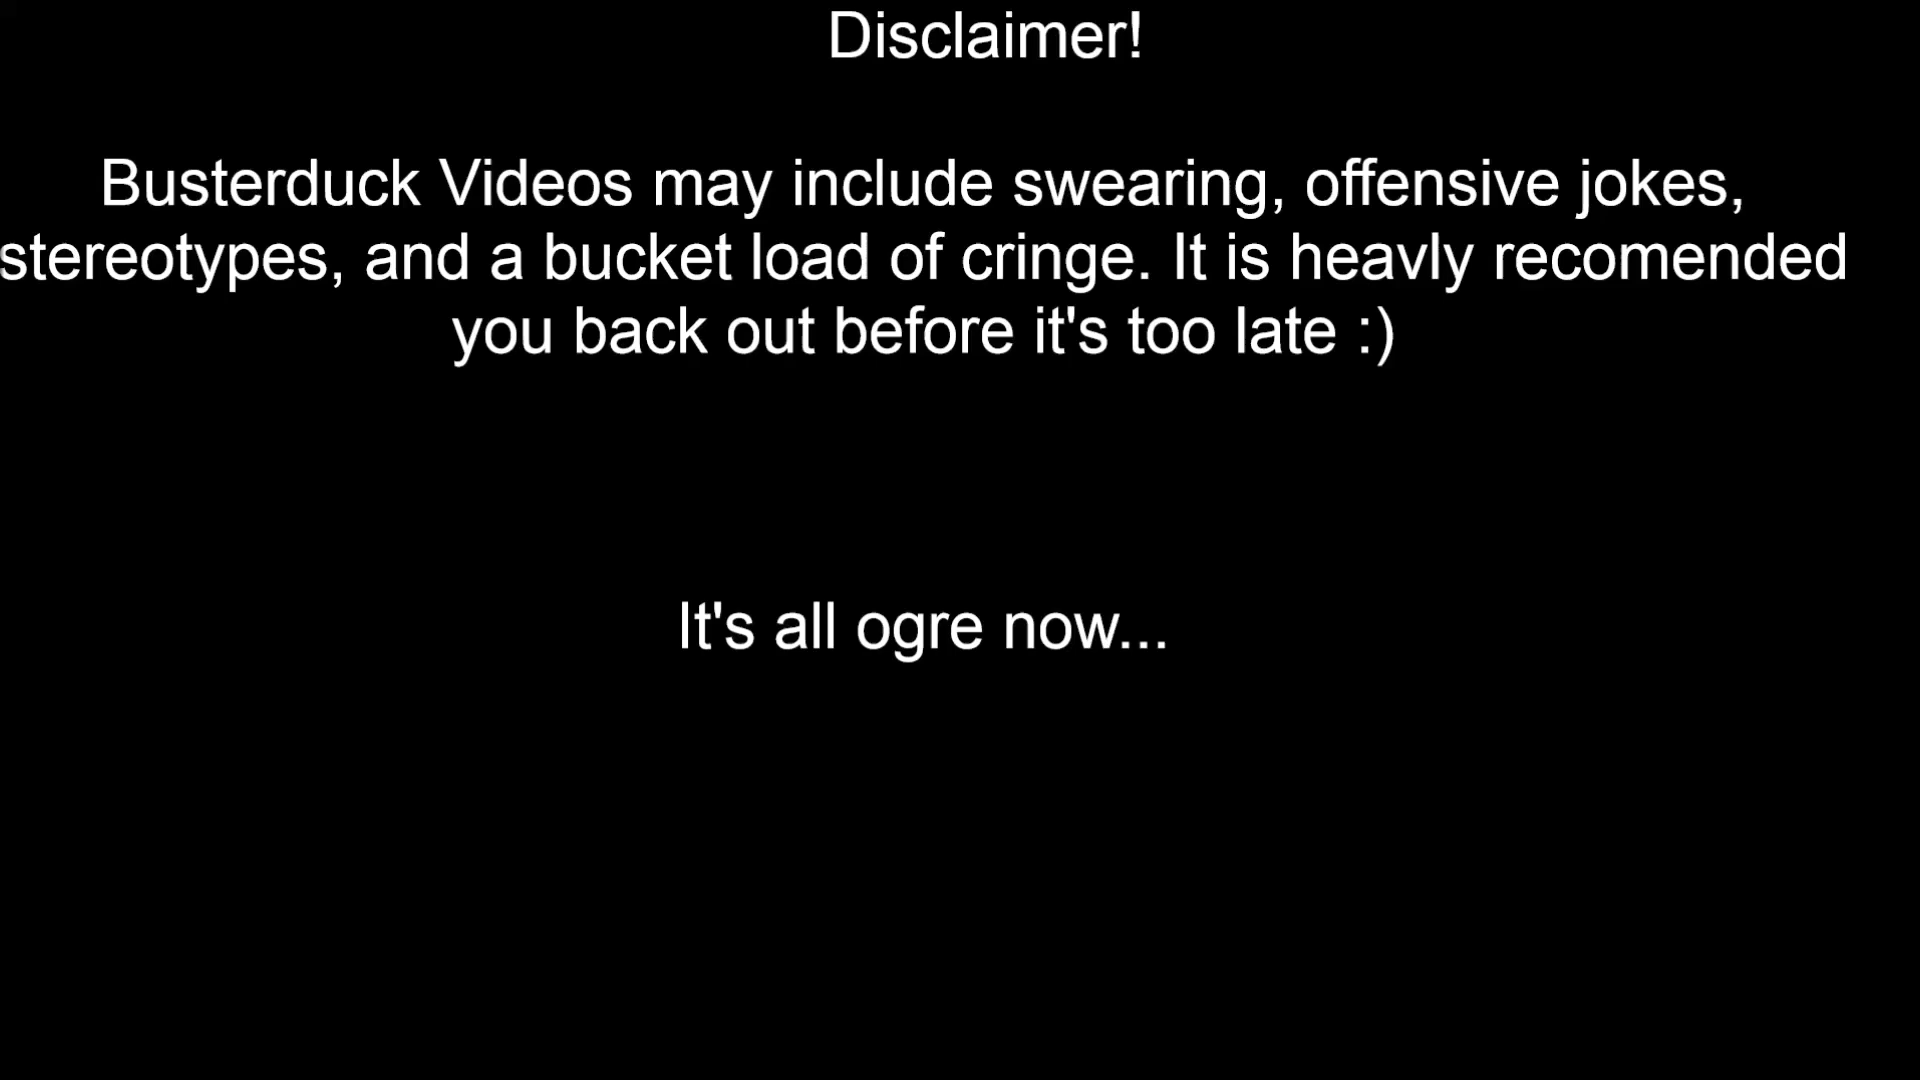 Disclaimer!
Busterduck Videos may include swearing, offensive jokes,
stereotypes, and a bucket load of cringe. It is heavly recomended
you back out before it's too late :)
It's all ogre now...